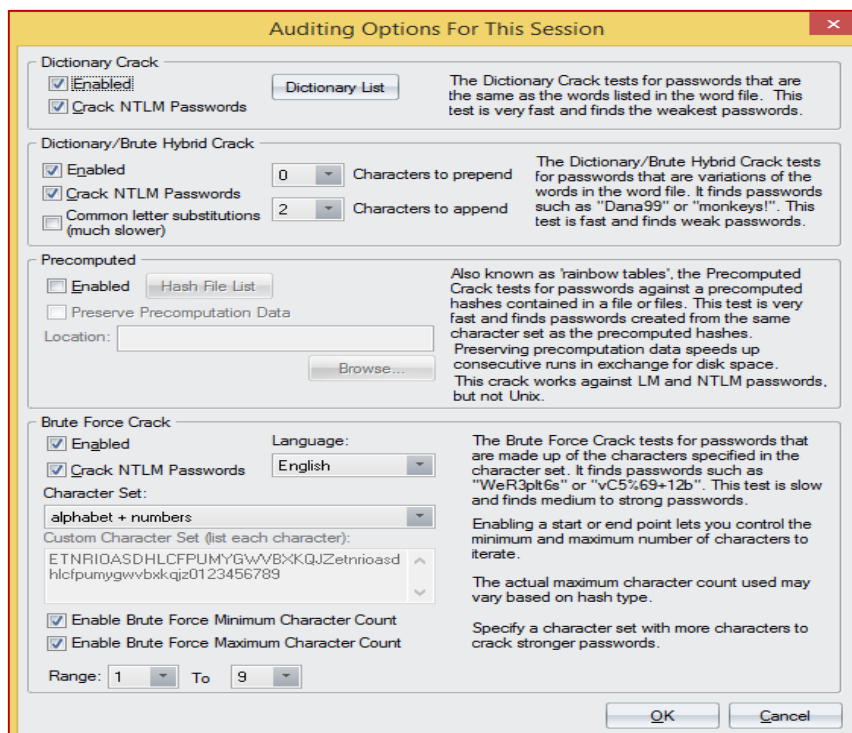 Auditing Options For This Session
Dictionary Crack
Enabled
Dictionary List
Crack NTLM Passwords
The Dictionary Crack tests for passwords that are
the same as the words listed in the word file. This
test is very fast and finds the weakest passwords.
Dictionary/Brute Hybrid Crack
Enabled
0
Characters to prepend
Crack NTLM Passwords
2
Characters to append
Common letter substitutions
(much slower)
The Dictionary/Brute Hybrid Crack tests
for passwords that are variations of the
words in the word file. It finds passwords
such as "Dana99" or "monkeys!". This
test is fast and finds weak passwords.
Precomputed
Enabled
Hash File List
Preserve Precomputation Data
Location:
Browse...
Also known as 'rainbow tables', the Precomputed
Crack tests for passwords against a precomputed
hashes contained in a file or files. This test is very
fast and finds passwords created from the same
character set as the precomputed hashes.
Preserving precomputation data speeds up
consecutive runs in exchange for disk space.
This crack works against LM and NTLM passwords,
but not Unix.
Brute Force Crack
Enabled
Language:
Crack NTLM Passwords
English
Character Set:
alphabet + numbers
Custom Character Set (list each character):
ETNRIOASDHLCFPUMYGWVBXKQJZetnrioasd
hlcfpumygwvbxkqjz0123456789
Enable Brute Force Minimum Character Count
Enable Brute Force Maximum Character Count
Range: 1 To 9
The Brute Force Crack tests for passwords that
are made up of the characters specified in the
character set. It finds passwords such as
"WeR3plt6s" or "vC5%69+12b". This test is slow
and finds medium to strong passwords.
Enabling a start or end point lets you control the
minimum and maximum number of characters to
iterate.
The actual maximum character count used may
vary based on hash type.
Specify a character set with more characters to
crack stronger passwords.
OK
Cancel